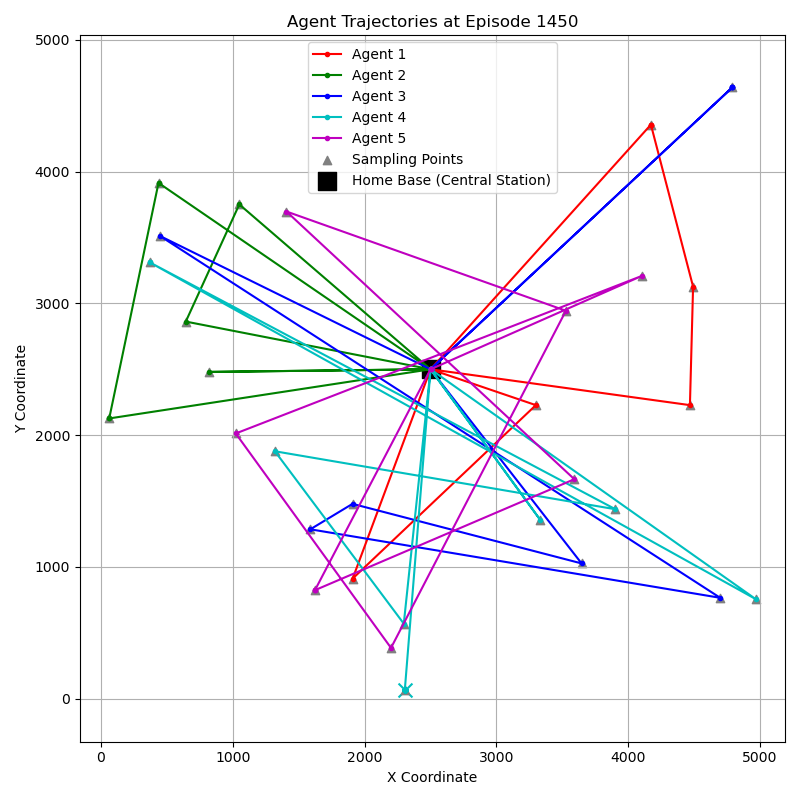 Agent Trajectories at Episode 1450
Agent 1
Agent 2
Agent 3
Agent 4
Agent 5
Sampling Points
Home Base (Central Station)
5000
4000
3000
2000
1000
0
Y Coordinate
0 1000 2000 3000 4000 5000
X Coordinate